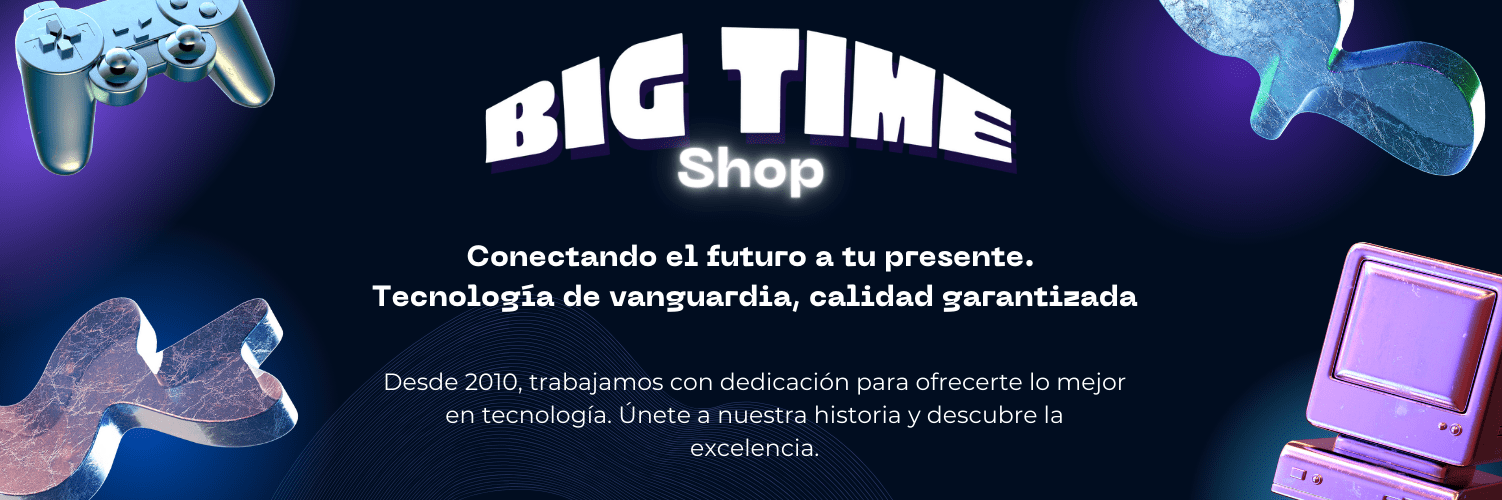 BIG TIME
Shop
Conectando el futuro a tu presente.
Tecnología de vanguardia, calidad garantizada
Desde 2010, trabajamos con dedicación para ofrecerte lo mejor
en tecnología. Únete a nuestra historia y descubre la
excelencia.